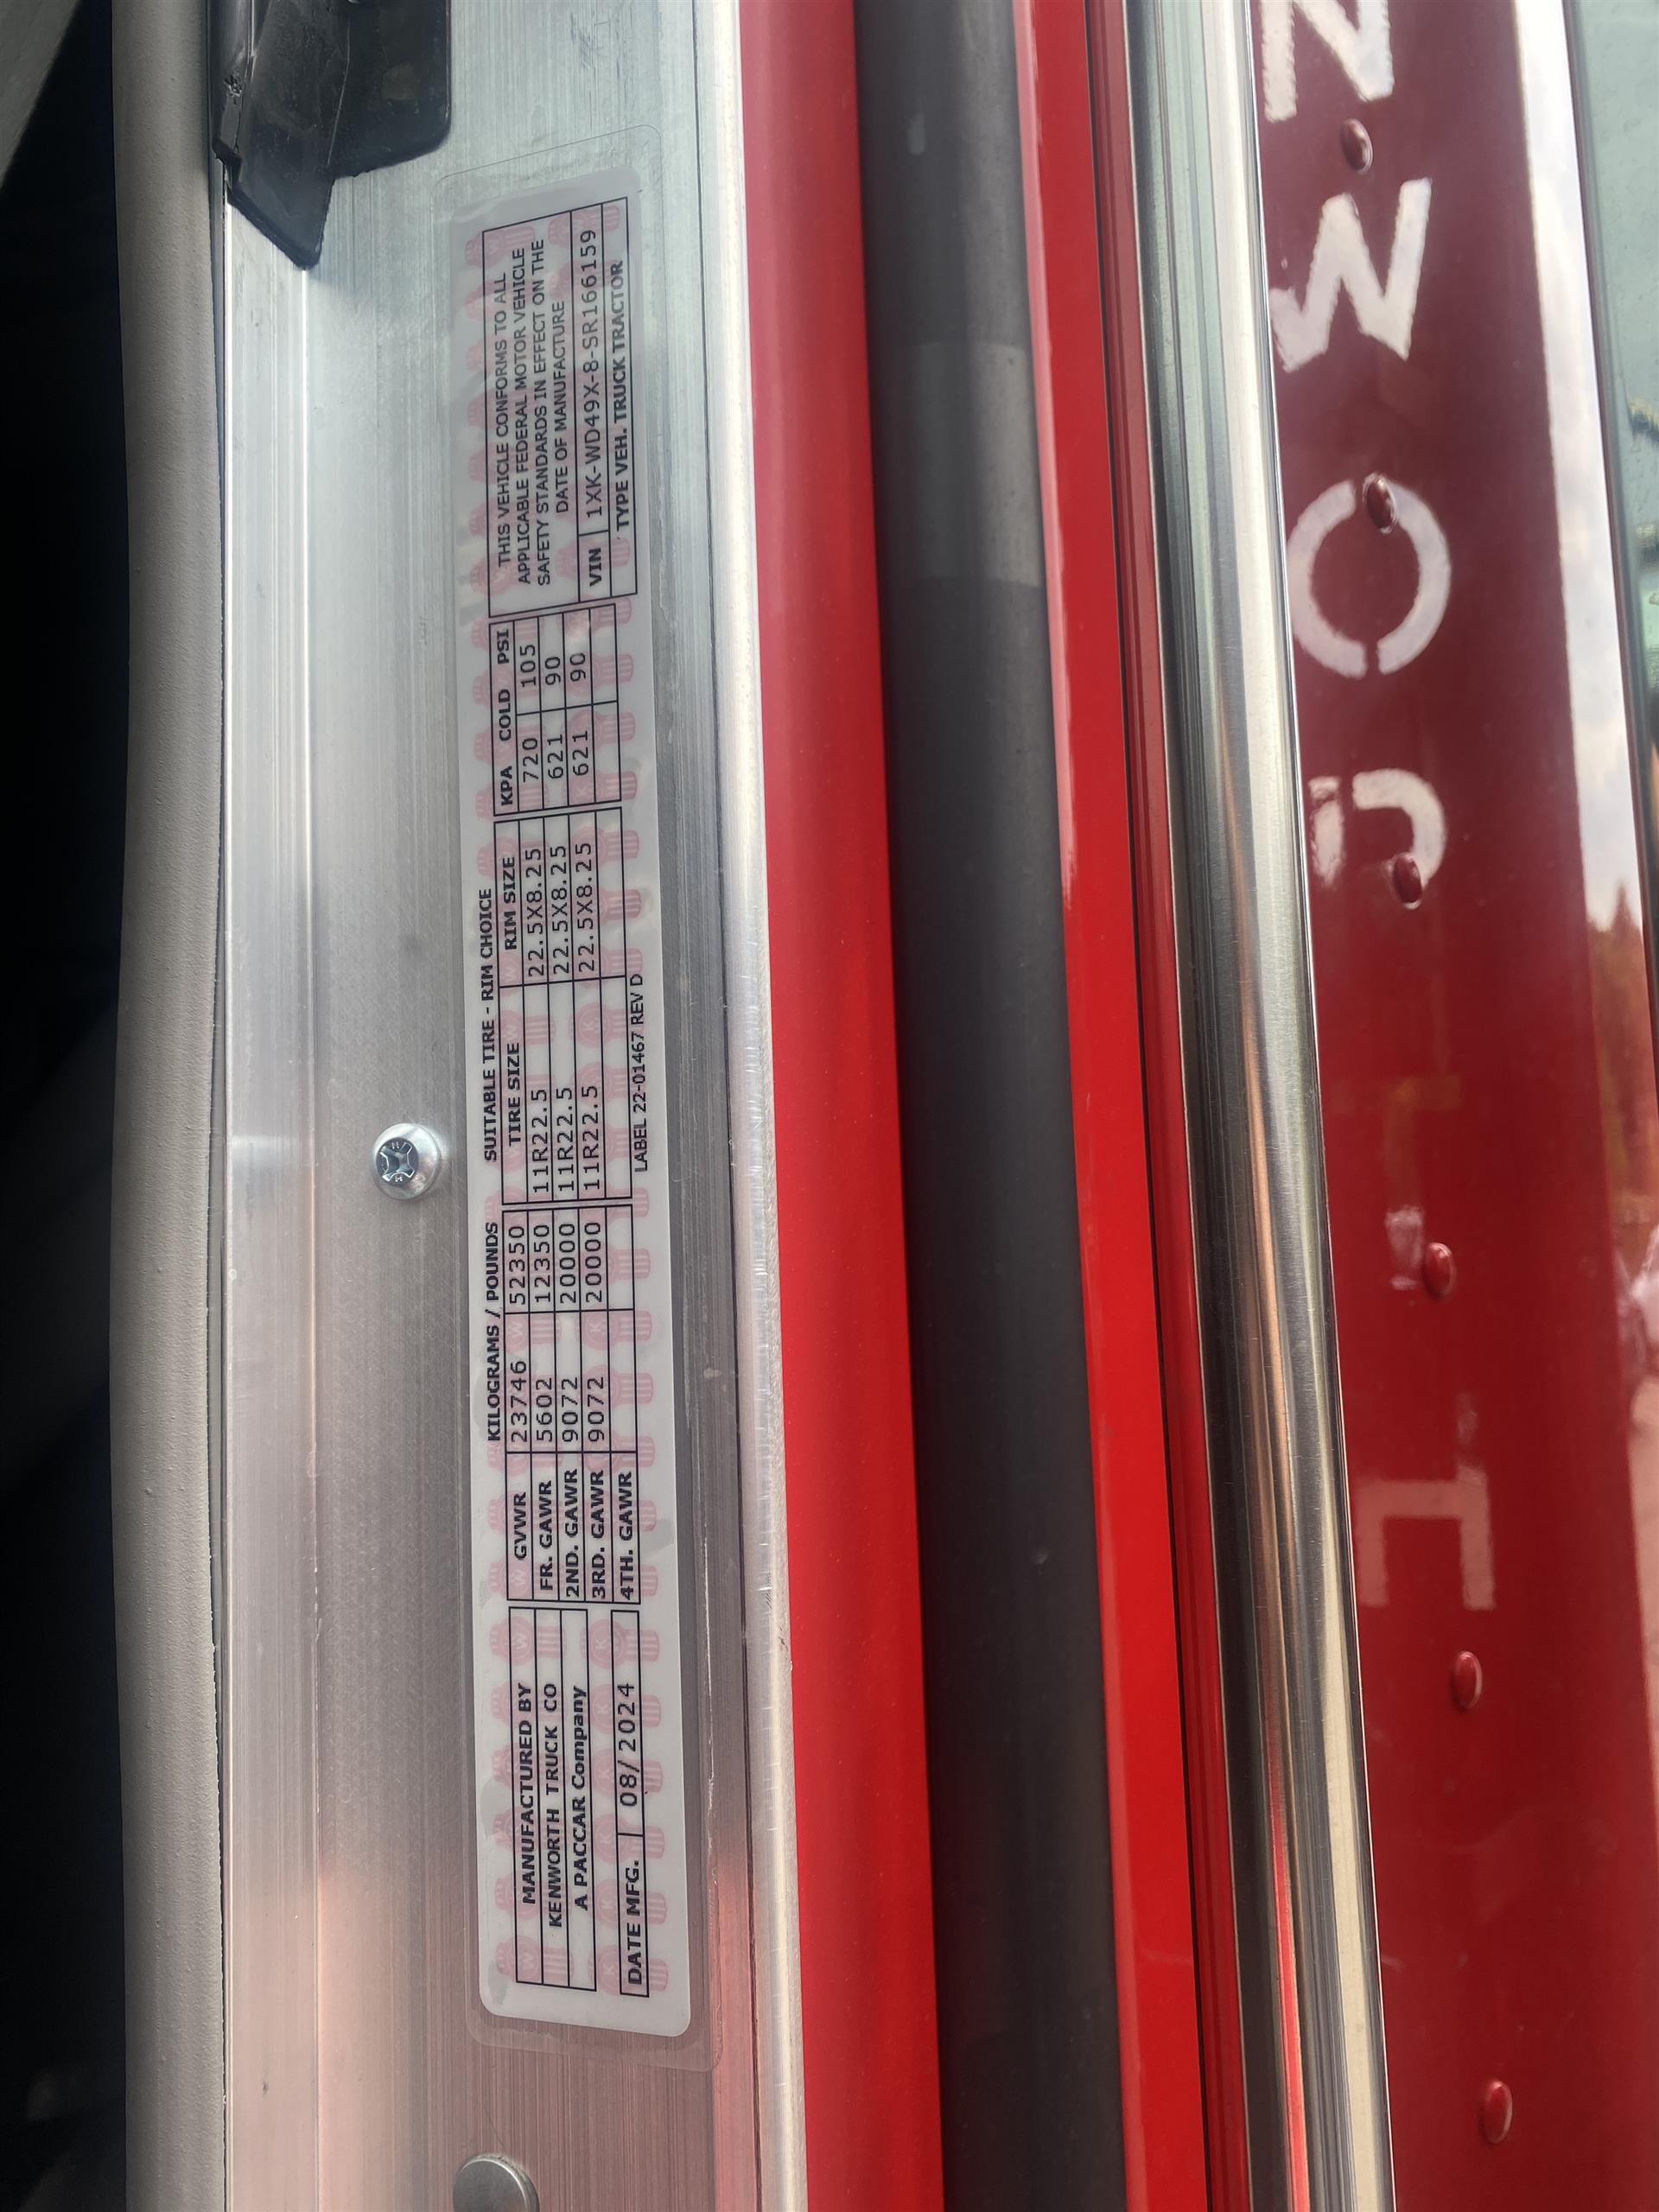 MANUFACTURED BY
KENWORTH TRUCK CO
A PACCAR Company
DATE MFG. 08/2024
KILOGRAMS / POUNDS
GVWR 23746 52350
FR. GAWR 5602 12350
2ND. GAWR 9072 20000
3RD. GAWR 9072 20000
4TH. GAWR
SUITABLE TIRE - RIM CHOICE
TIRE SIZE RIM SIZE KPA COLD PSI
11R22.5 22.5X8.25 720 105
11R22.5 22.5X8.25 621 90
11R22.5 22.5X8.25 621 90
LABEL 22-01467 REV D
THIS VEHICLE CONFORMS TO ALL
APPLICABLE FEDERAL MOTOR VEHICLE
SAFETY STANDARDS IN EFFECT ON THE
DATE OF MANUFACTURE
VIN 1XK-WD49X-8-SR166159
TYPE VEH. TRUCK TRACTOR